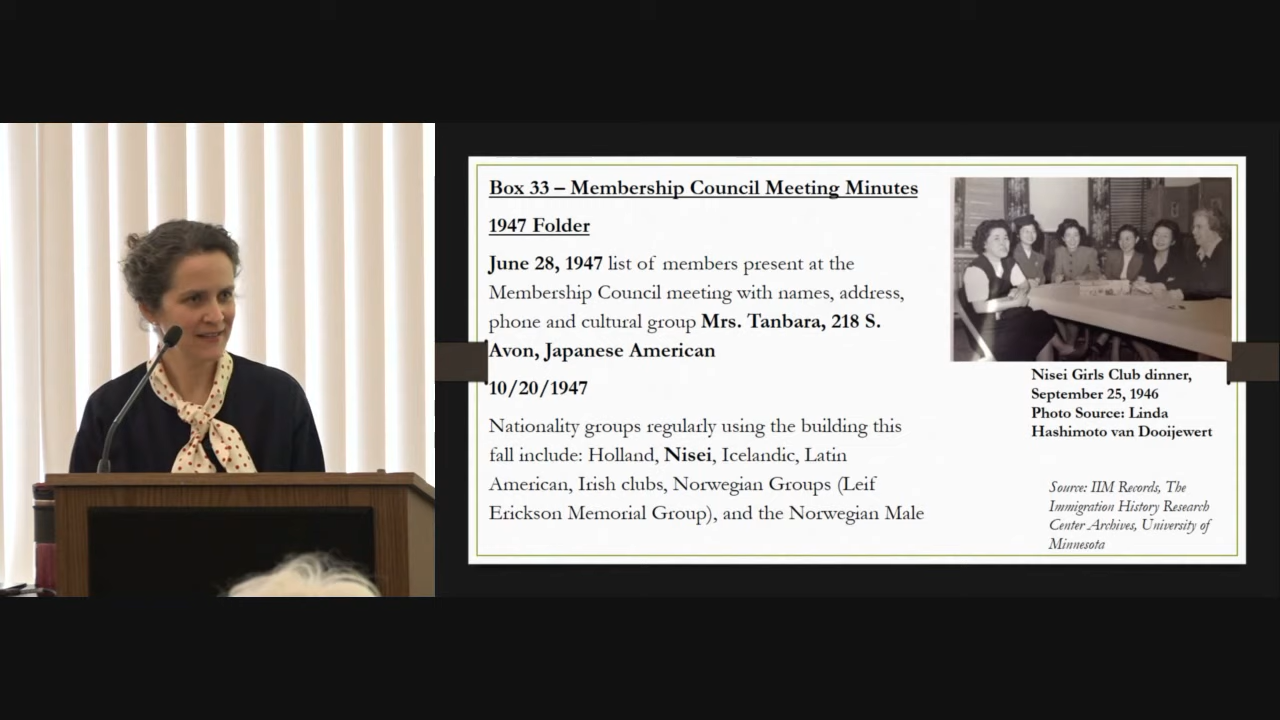 Box 33 – Membership Council Meeting Minutes
1947 Folder
June 28, 1947 list of members present at the
Membership Council meeting with names, address,
phone and cultural group Mrs. Tanbara, 218 S.
Avon, Japanese American
10/20/1947
Nationality groups regularly using the building this
fall include: Holland, Nisei, Icelandic, Latin
American, Irish clubs, Norwegian Groups (Leif
Erickson Memorial Group), and the Norwegian Male
Nisei Girls Club dinner,
September 25, 1946
Photo Source: Linda
Hashimoto van Dooijewert
Source: IIM Records, The
Immigration History Research
Center Archives, University of
Minnesota